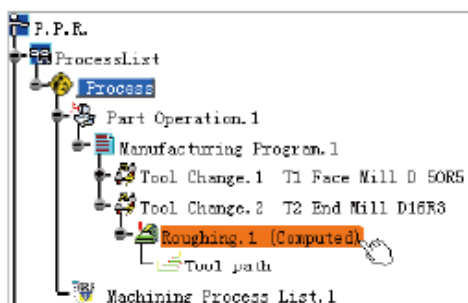 P.P.R.
ProcessList
Process
Part Operation.1
Manufacturing Program.1
Tool Change.1 T1 Face Mill D 50R5
Tool Change.2 T2 End Mill D16R3
Roughing.1 (Computed)
Tool path
Machining Process List.1